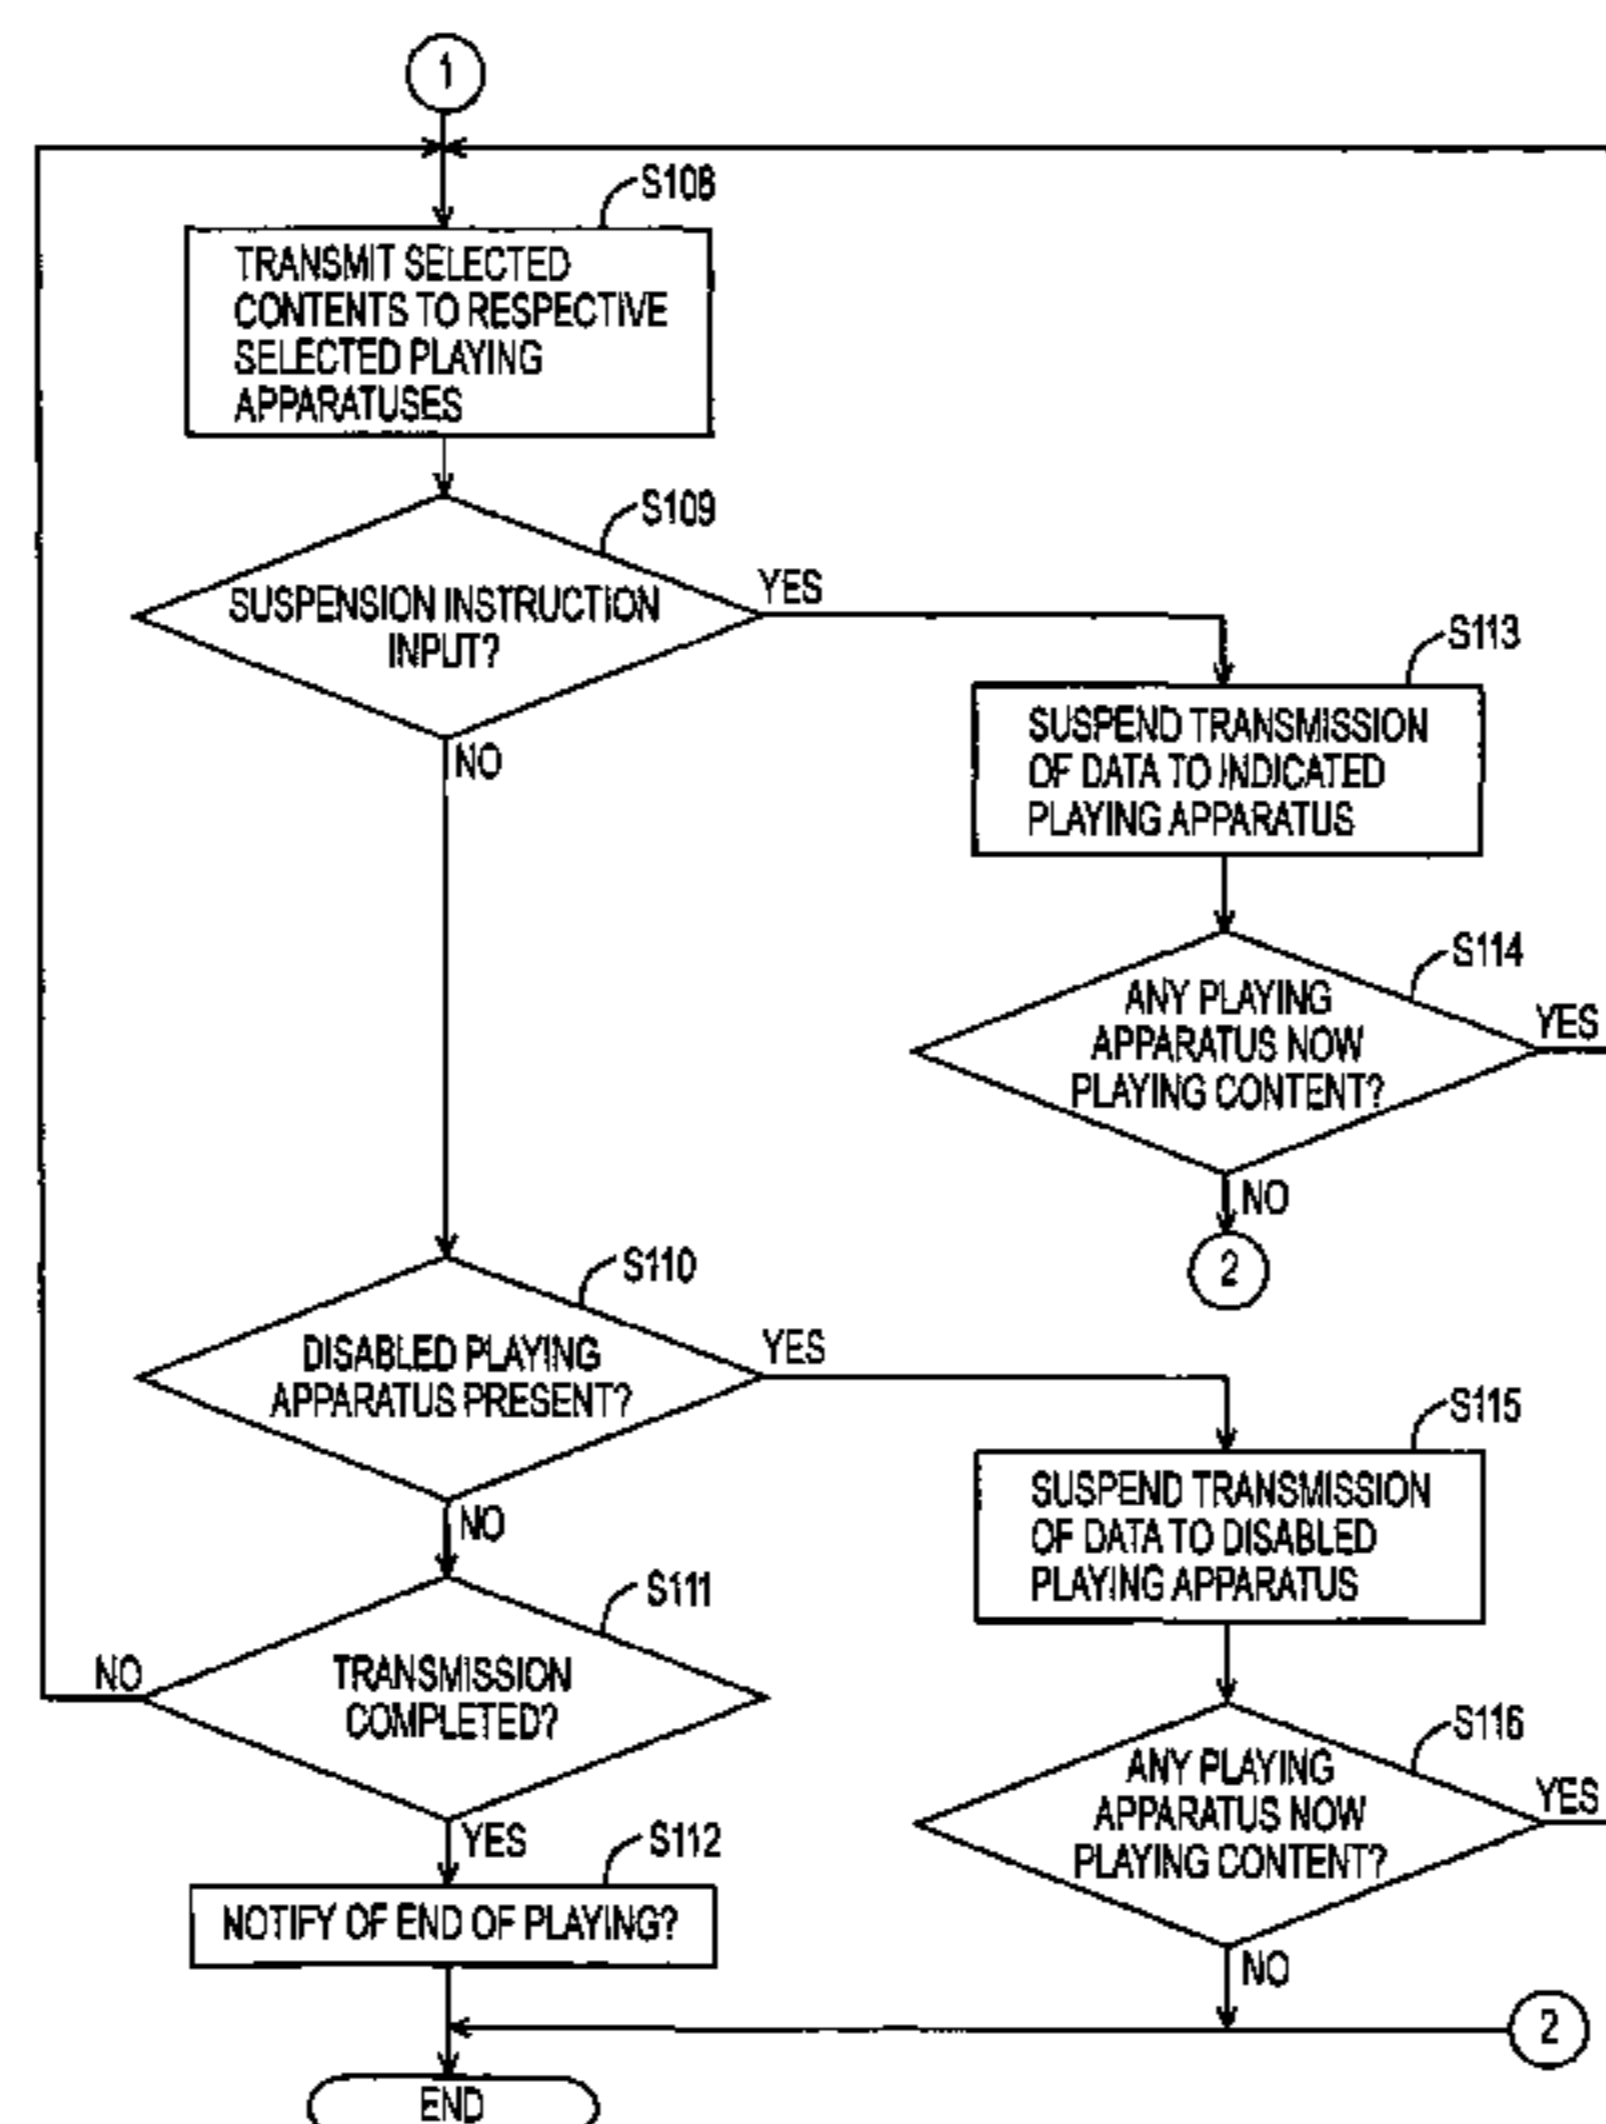 1
S108
TRANSMIT SELECTED
CONTENTS TO RESPECTIVE
SELECTED PLAYING
APPARATUSES
S109
SUSPENSION INSTRUCTION
INPUT?
YES
NO
S113
SUSPEND TRANSMISSION
OF DATA TO INDICATED
PLAYING APPARATUS
S114
ANY PLAYING
APPARATUS NOW
PLAYING CONTENT?
YES
NO
2
S110
DISABLED PLAYING
APPARATUS PRESENT?
YES
NO
S115
SUSPEND TRANSMISSION
OF DATA TO DISABLED
PLAYING APPARATUS
S111
TRANSMISSION
COMPLETED?
NO
YES
S116
ANY PLAYING
APPARATUS NOW
PLAYING CONTENT?
YES
NO
S112
NOTIFY OF END OF PLAYING?
2
END